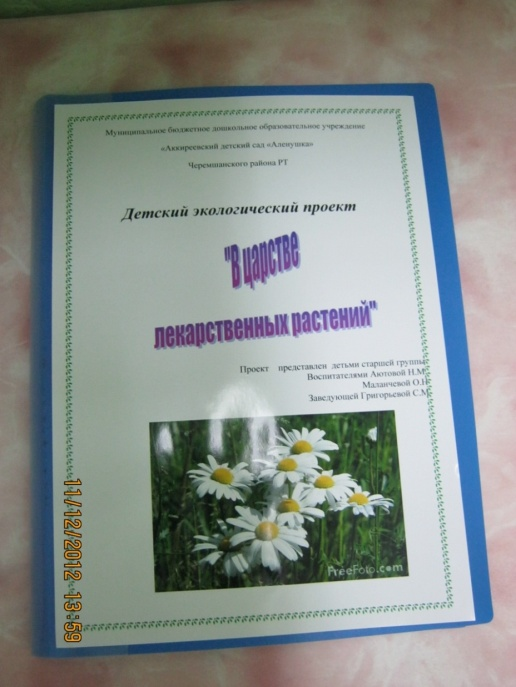 Муниципальное бюджетное дошкольное образовательное учреждение
«Аккиреевский детский сад «Аленушка»
Черемшанского района РТ
Детский экологический проект
"В царстве
лекарственных растений"
Проект представлен детьми старшей группы
Воспитателями Аютовой Н.М.
Маланчевой О.Н
Заведующей Григорьевой С.М
FreeFoto.com
11/12/2012 13:59